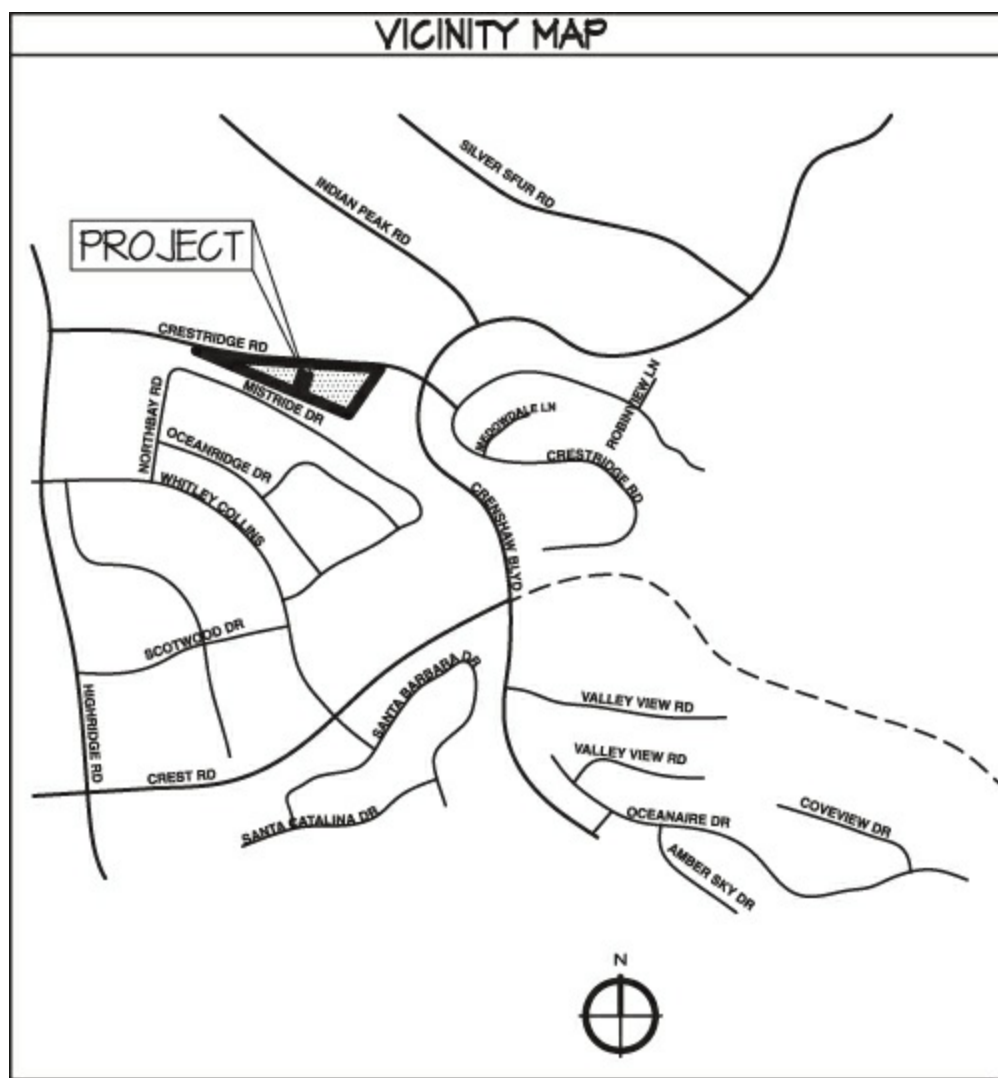 VICINITY MAP
SILVER SFUR RD
INDIAN PEAK RD
PROJECT
CRESTRIDGE RD
MISTRIDE DR
NORTHBAY RD
OCEANRIDGE DR
WHITLEY COLLINS
ROBINVIEW LN
MEDOWDALE LN
CRESTRIDGE RD
CRENSHAW BLYD
SCOTWOOD DR
HIGHRIDGE RD
SANTA BARBARA DR
CREST RD
SANTA CATALINA DR
VALLEY VIEW RD
VALLEY VIEW RD
OCEANAIRE DR
COVEVIEW DR
AMBER SKY DR
N